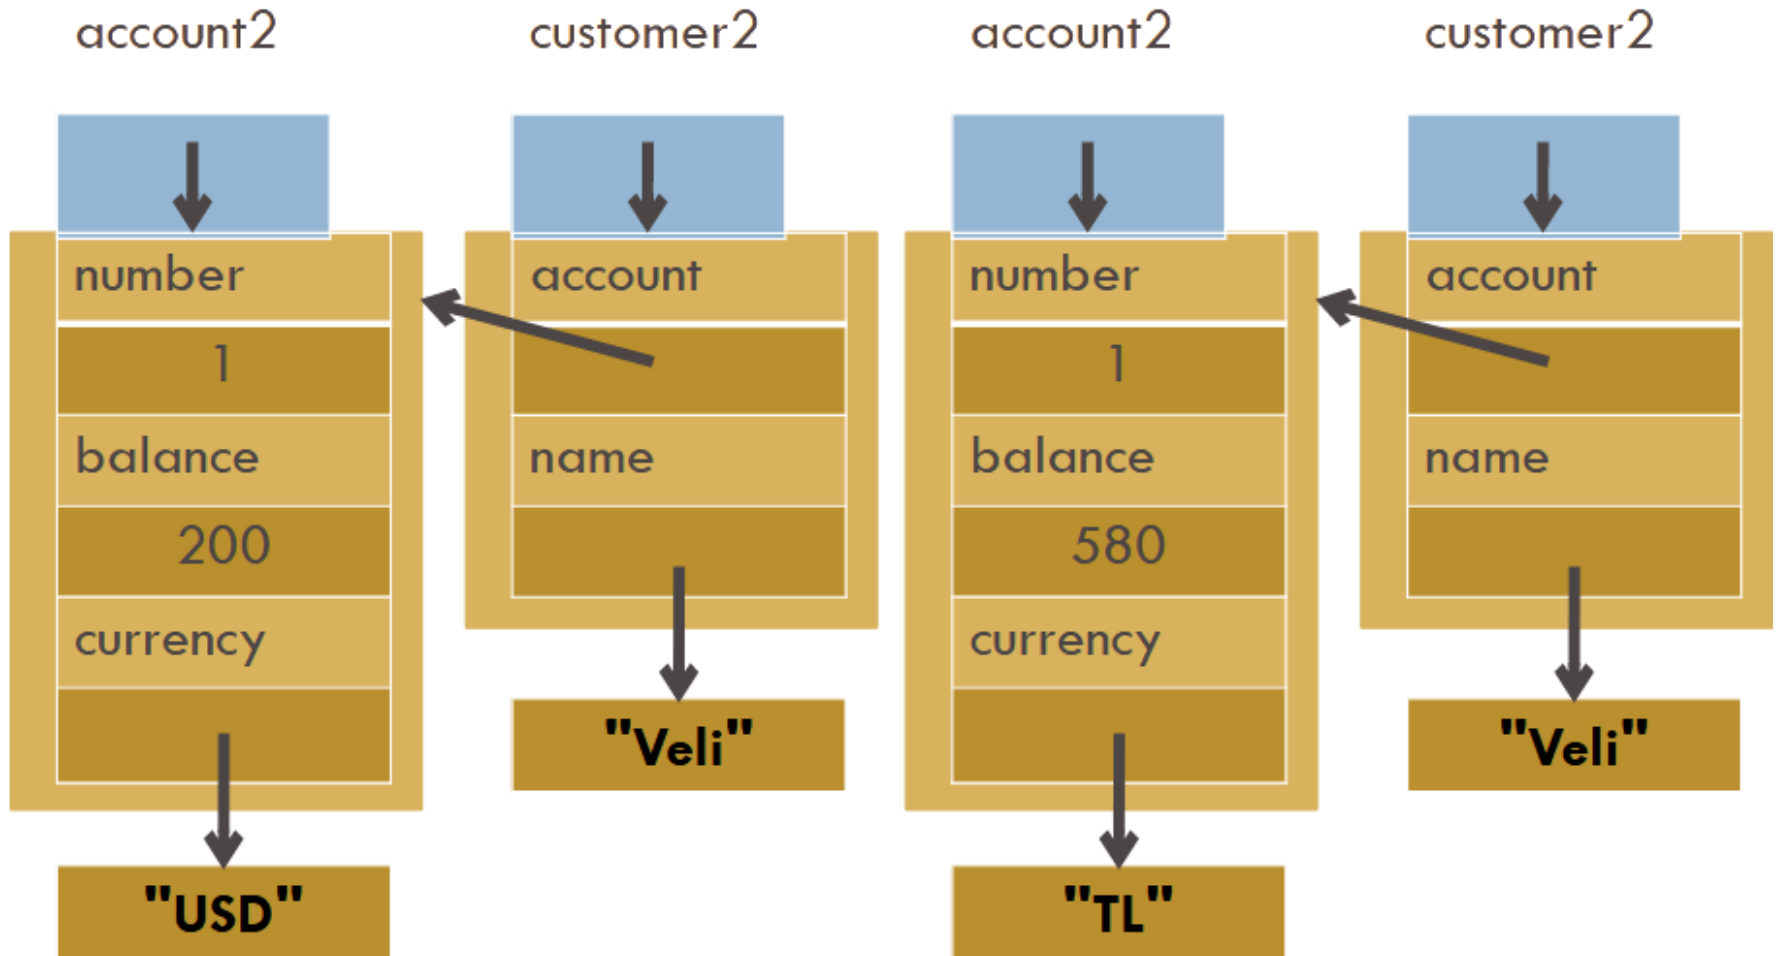 account2 customer2 account2 customer2
number account number account
1 1
balance name balance name
200 580
currency currency
"Veli" "Veli"
"USD" "TL"